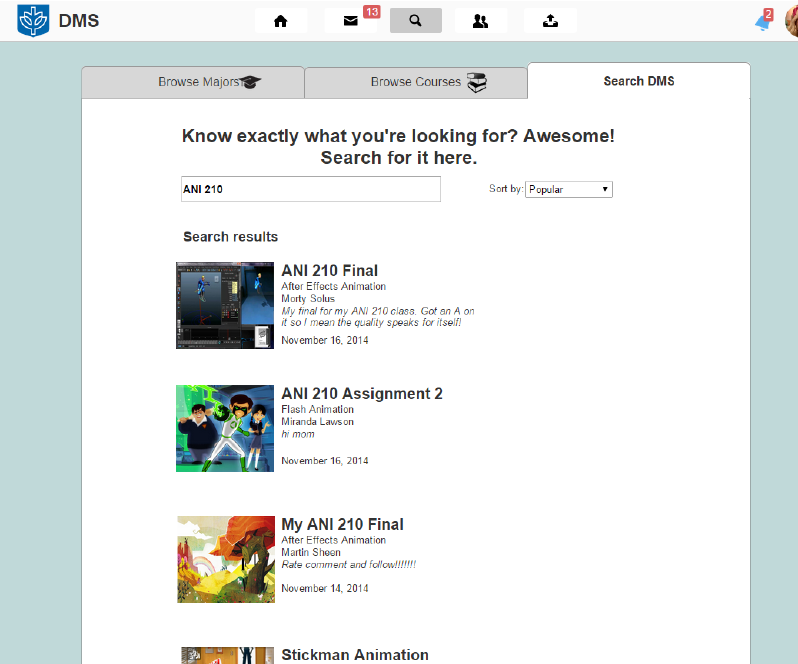 DMS
13
2
Browse Majors
Browse Courses
Search DMS
Know exactly what you're looking for? Awesome!
Search for it here.
ANI 210
Sort by: Popular
Search results
ANI 210 Final
After Effects Animation
Morty Solus
My final for my ANI 210 class. Got an A on
it so I mean the quality speaks for itself!
November 16, 2014
ANI 210 Assignment 2
Flash Animation
Miranda Lawson
hi mom
November 16, 2014
My ANI 210 Final
After Effects Animation
Martin Sheen
Rate comment and follow!!!!!!!
November 14, 2014
Stickman Animation